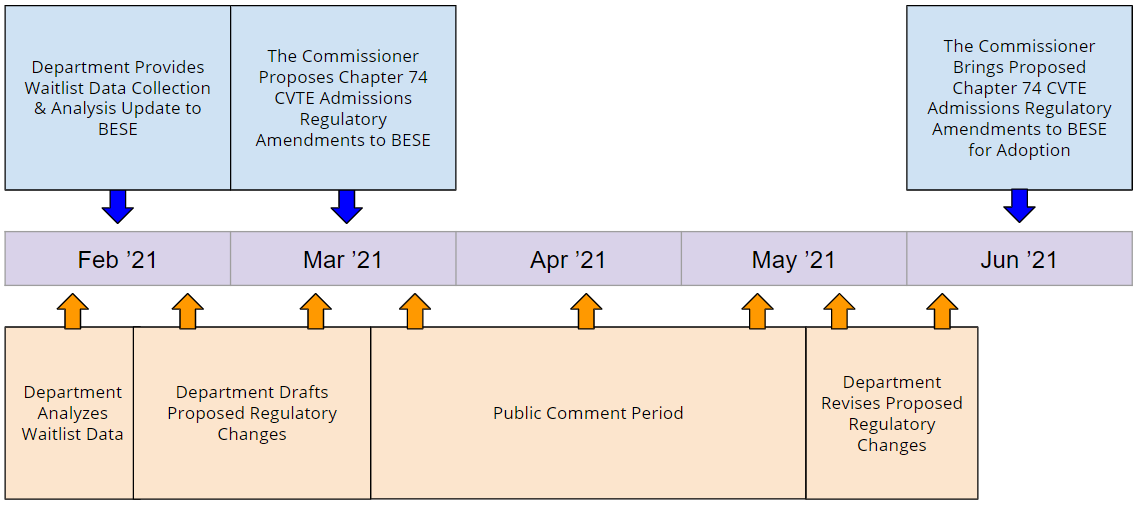 Department Provides
Waitlist Data Collection
& Analysis Update to
BESE
The Commissioner
Proposes Chapter 74
CVTE Admissions
Regulatory
Amendments to BESE
The Commissioner
Brings Proposed
Chapter 74 CVTE
Admissions Regulatory
Amendments to BESE
for Adoption
Feb ’21
Mar ’21
Apr ’21
May ’21
Jun ’21
Department
Analyzes
Waitlist Data
Department Drafts
Proposed Regulatory
Changes
Public Comment Period
Department
Revises Proposed
Regulatory
Changes